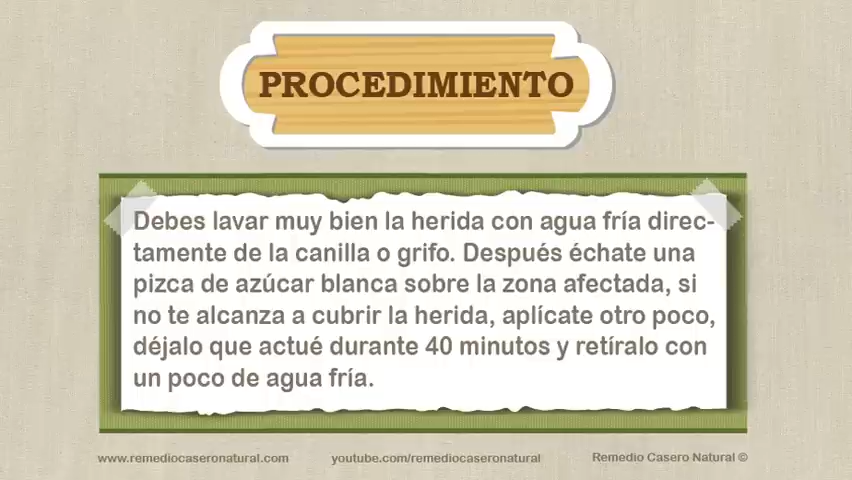 PROCEDIMIENTO
Debes lavar muy bien la herida con agua fría direc-
tamente de la canilla o grifo. Después échate una
pizca de azúcar blanca sobre la zona afectada, si
no te alcanza a cubrir la herida, aplícate otro poco,
déjalo que actué durante 40 minutos y retíralo con
un poco de agua fría.
www.remediocaseronatural.com
youtube.com/remediocaseronatural
Remedio Casero Natural ©